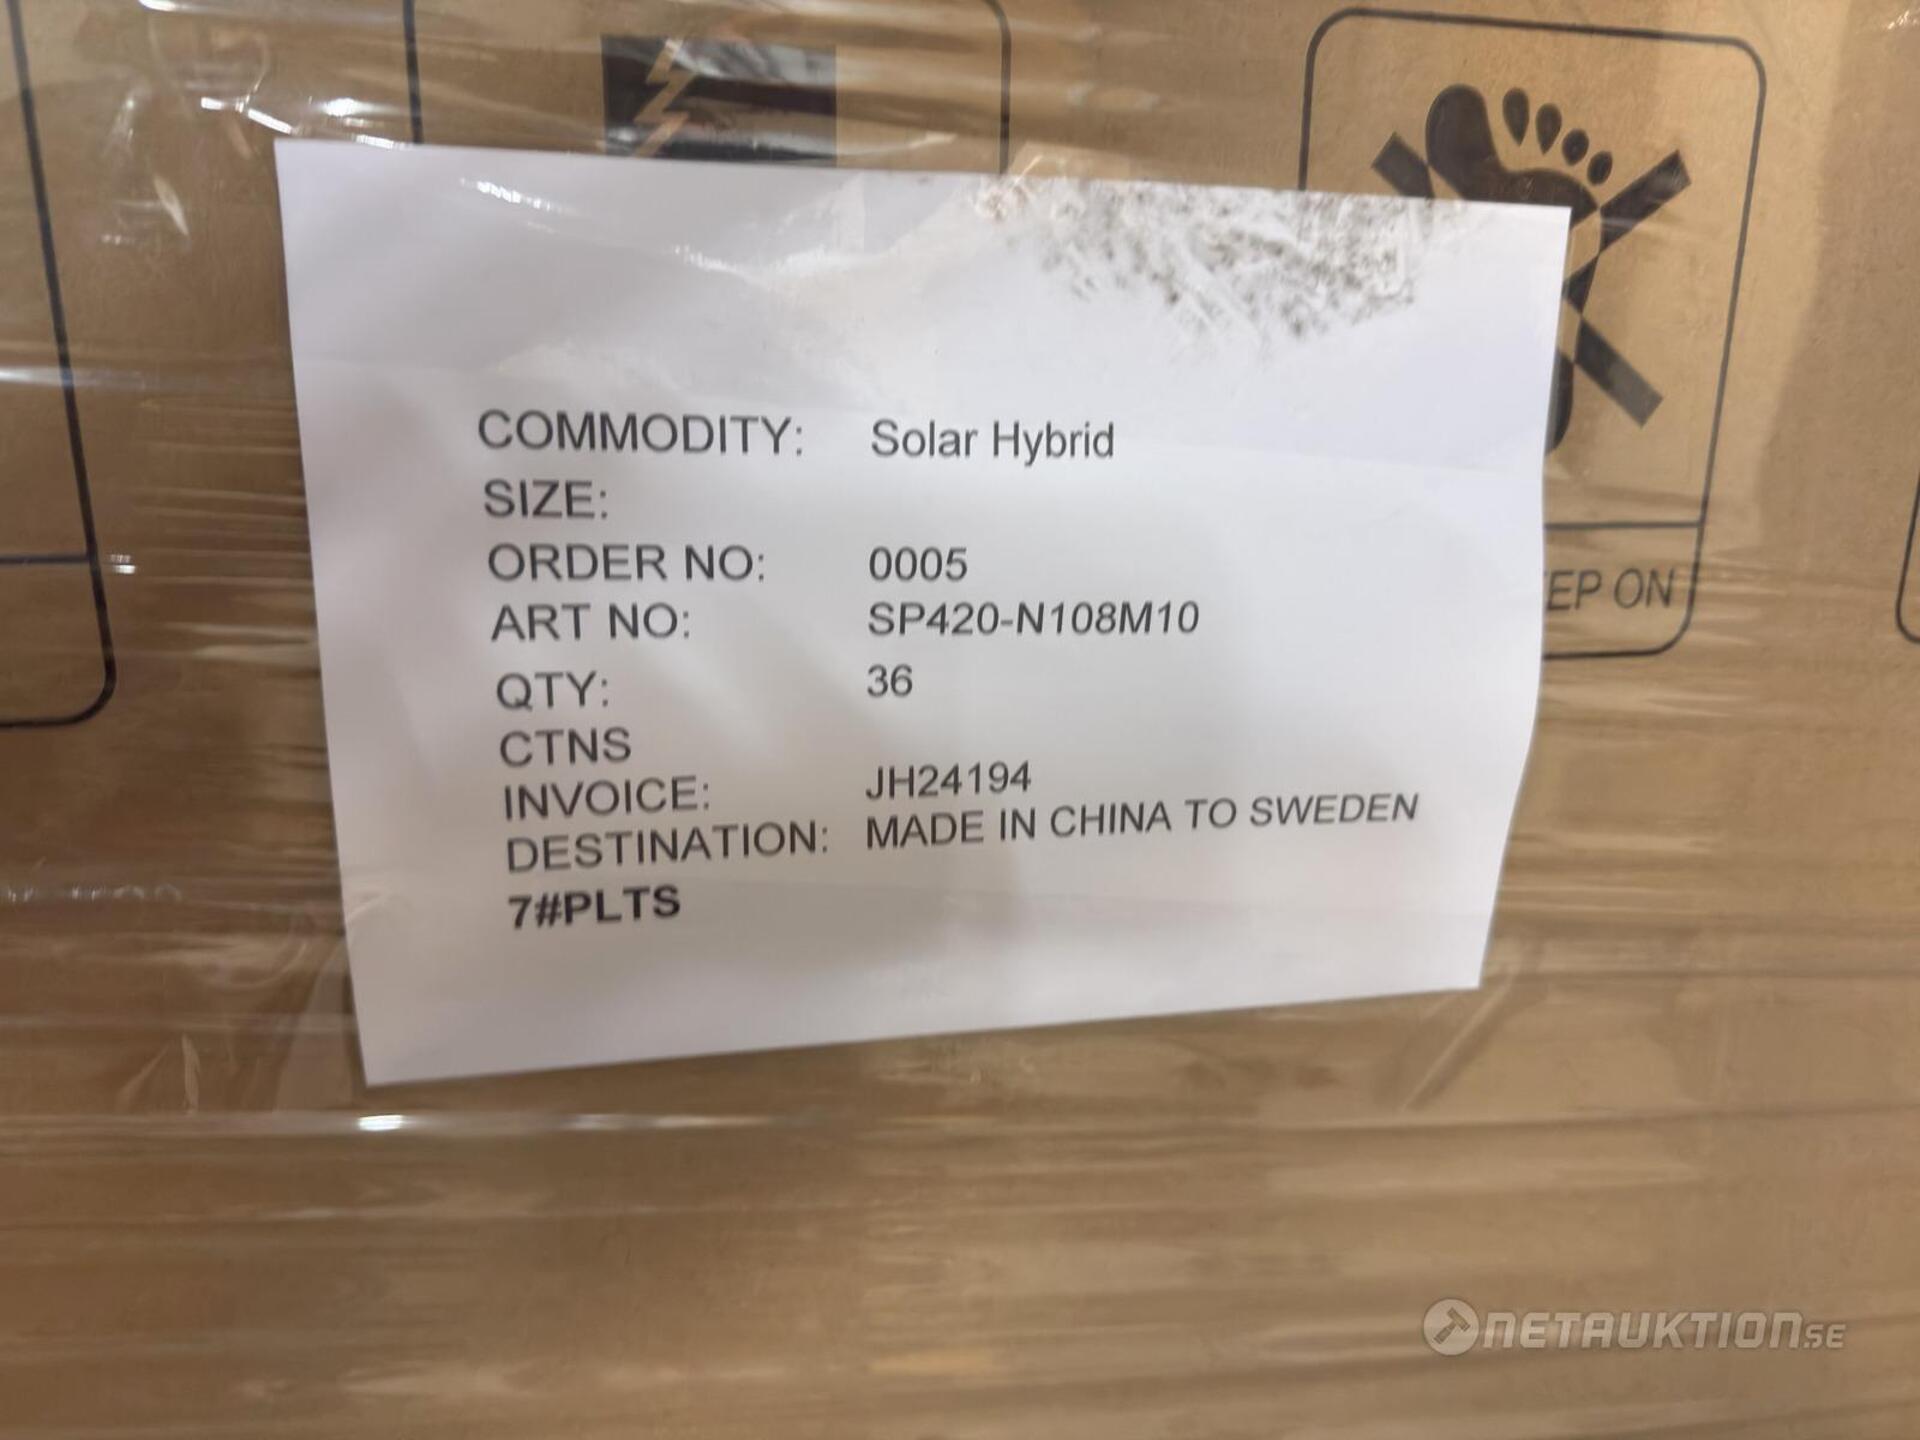 COMMODITY: Solar Hybrid
SIZE:
ORDER NO: 0005
ART NO: SP420-N108M10
QTY: 36
CTNS
INVOICE: JH24194
DESTINATION: MADE IN CHINA TO SWEDEN
7#PLTS
EP ON
NETAUKTION.SE